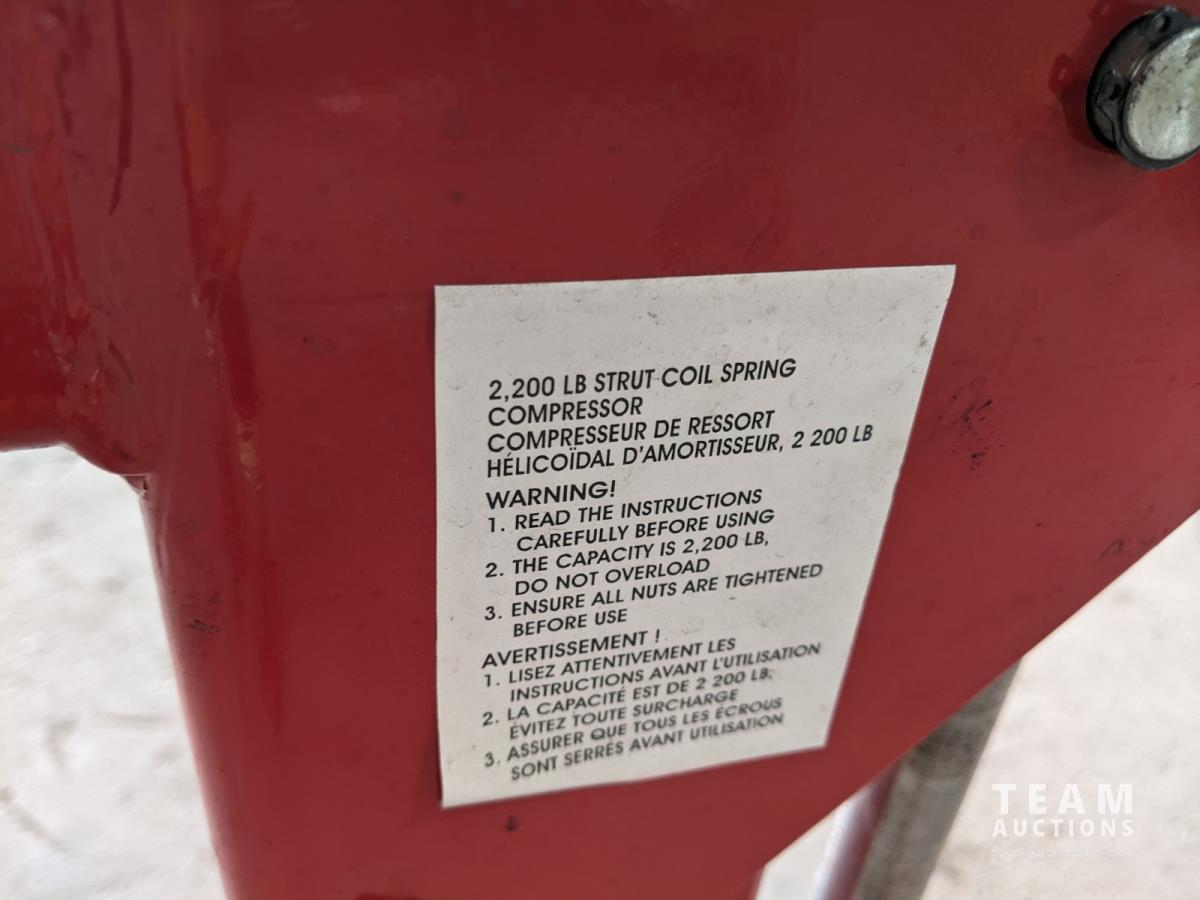 2,200 LB STRUT COIL SPRING
COMPRESSOR
COMPRESSEUR DE RESSORT
HÉLICOÏDAL D'AMORTISSEUR, 2 200 LB
WARNING!
1. READ THE INSTRUCTIONS
CAREFULLY BEFORE USING
2. THE CAPACITY IS 2,200 LB,
DO NOT OVERLOAD
3. ENSURE ALL NUTS ARE TIGHTENED
BEFORE USE
AVERTISSEMENT !
1. LISEZ ATTENTIVEMENT LES
INSTRUCTIONS AVANT L'UTILISATION
2. LA CAPACITÉ EST DE 2 200 LB;
ÉVITEZ TOUTE SURCHARGE
3. ASSURER QUE TOUS LES ÉCROUS
SONT SERRÉS AVANT UTILISATION
TEAM
AUCTIONS